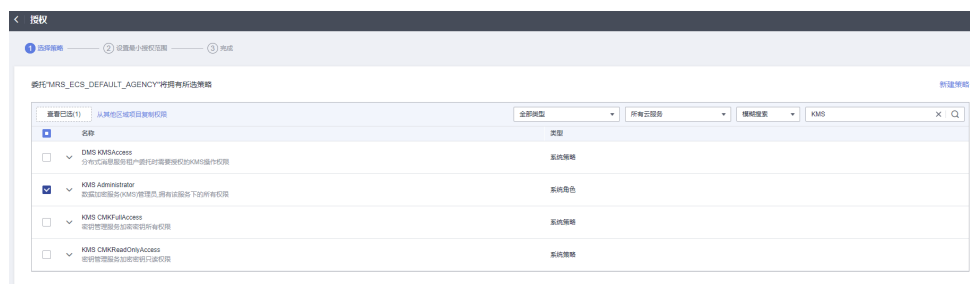 < 授权
1 选择策略 2 设置最小授权范围 3 完成
委托"MRS_ECS_DEFAULT_AGENCY"将拥有所选策略 新建策略
查看已选(1) 从其他区域项目复制权限 全部类型 所有云服务 模糊搜索 KMS
名称 类型
DMS KMSAccess
分布式消息服务租户委托时需要授权的KMS操作权限 系统策略
KMS Administrator
数据加密服务(KMS)管理员,拥有该服务下的所有权限 系统角色
KMS CMKFullAccess
密钥管理服务加密密钥所有权限 系统策略
KMS CMKReadOnlyAccess
密钥管理服务加密密钥只读权限 系统策略